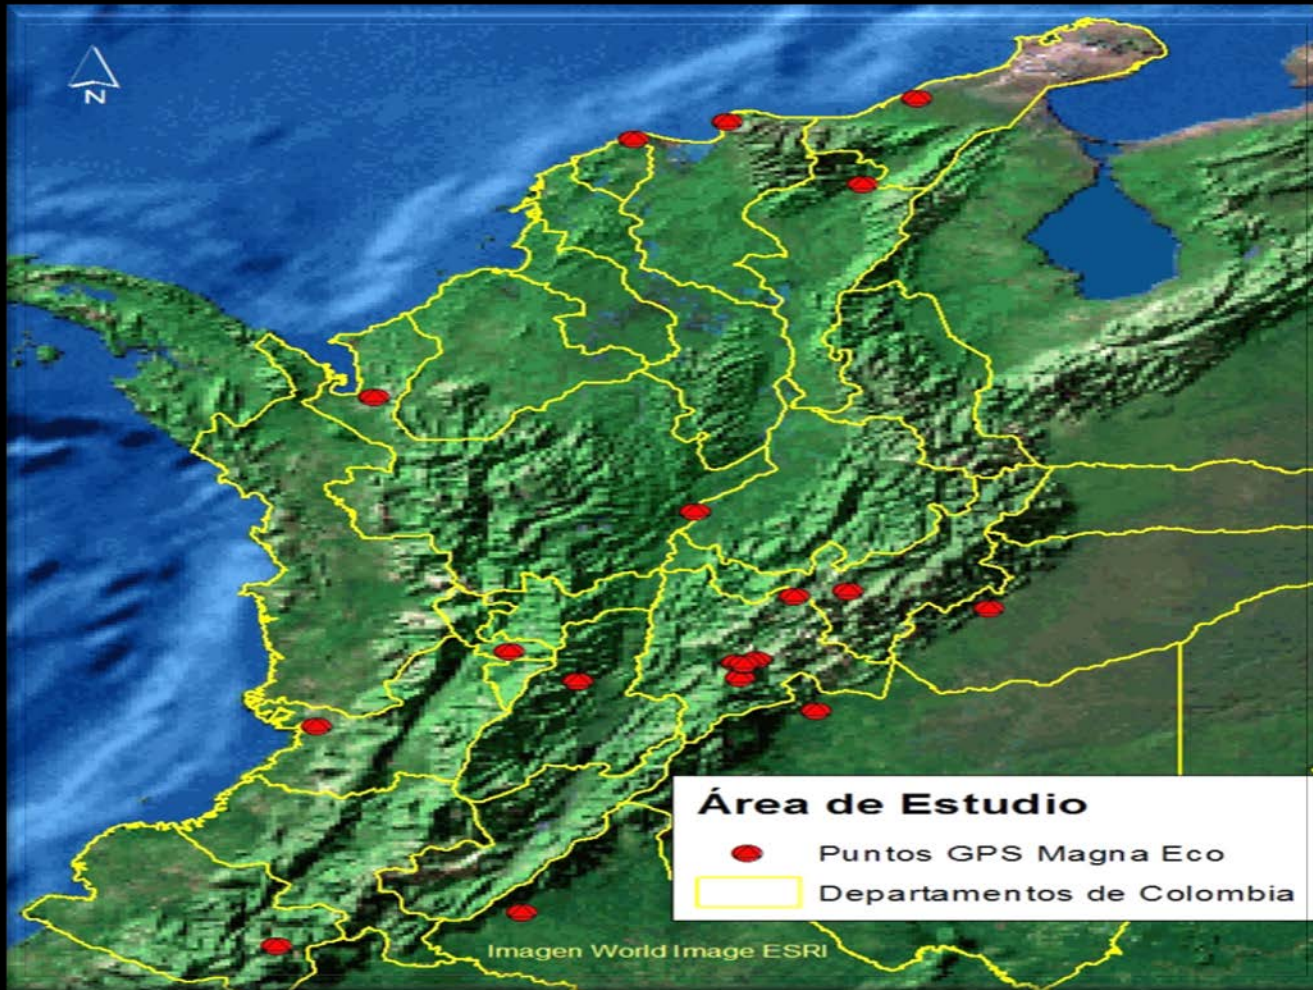 N
Área de Estudio
Puntos GPS Magna Eco
Departamentos de Colombia
Imagen World Image ESRI